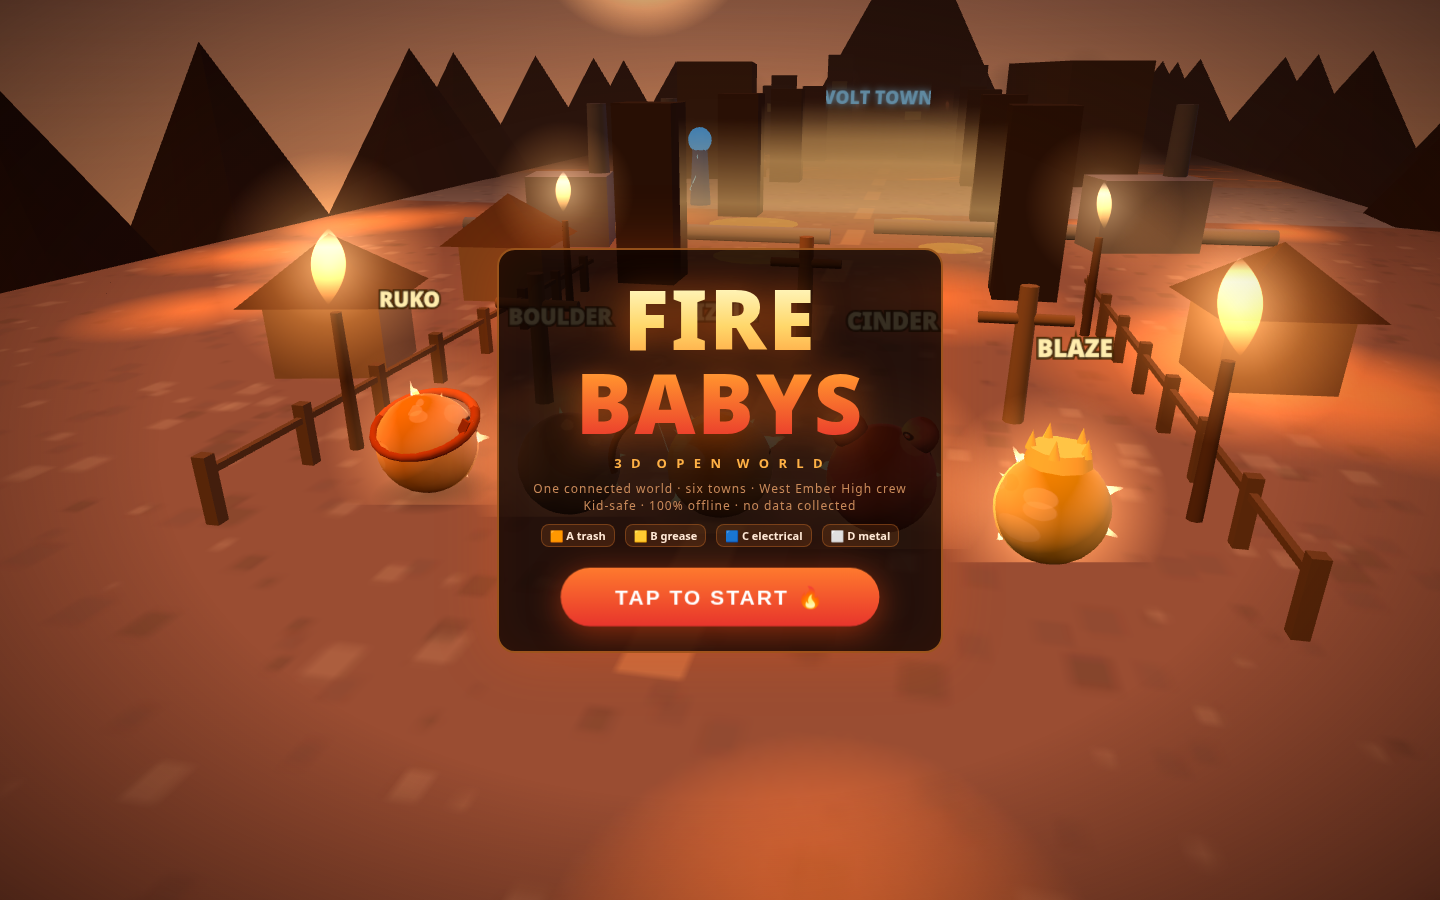 VOLT TOWN
RUKO
BOULDER
CINDER
BLAZE
FIRE
BABYS
3D OPEN WORLD
One connected world · six towns · West Ember High crew
Kid-safe · 100% offline · no data collected
A trash
B grease
C electrical
D metal
TAP TO START